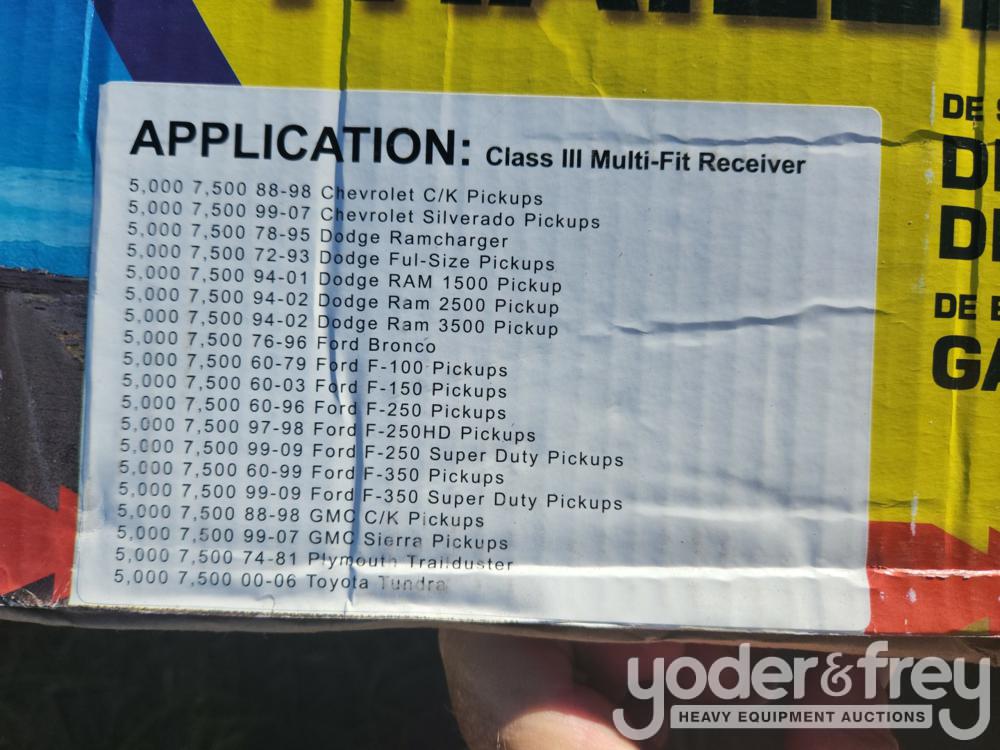 DE
DE
APPLICATION: Class III Multi-Fit Receiver
5,000 7,500 88-98 Chevrolet C/K Pickups
5,000 7,500 99-07 Chevrolet Silverado Pickups
5,000 7,500 78-95 Dodge Ramcharger
5,000 7,500 72-93 Dodge Ful-Size Pickups
5,000 7,500 94-01 Dodge RAM 1500 Pickup
5,000 7,500 94-02 Dodge Ram 2500 Pickup
5,000 7,500 94-02 Dodge Ram 3500 Pickup
5,000 7,500 76-96 Ford Bronco
5,000 7,500 60-79 Ford F-100 Pickups
5,000 7,500 60-03 Ford F-150 Pickups
5,000 7,500 60-96 Ford F-250 Pickups
5,000 7,500 97-98 Ford F-250HD Pickups
5,000 7,500 99-09 Ford F-250 Super Duty Pickups
5,000 7,500 60-99 Ford F-350 Pickups
5,000 7,500 99-09 Ford F-350 Super Duty Pickups
5,000 7,500 88-98 GMC C/K Pickups
5,000 7,500 99-07 GMC Sierra Pickups
5,000 7,500 74-81 Plymouth Trailduster
5,000 7,500 00-06 Toyota Tundra
yoder&frey
HEAVY EQUIPMENT AUCTIONS